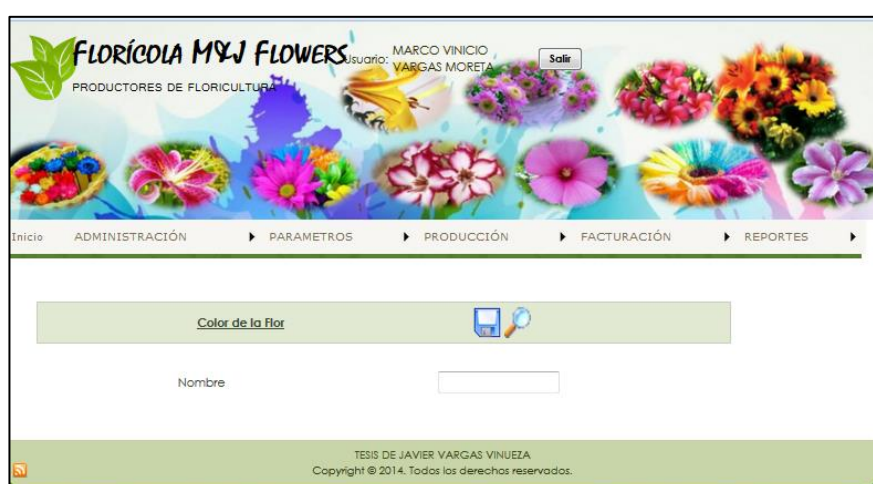 FLORÍCOLA M&J FLOWERS
Usuario: MARCO VINICIO VARGAS MORETA
Salir
PRODUCTORES DE FLORICULTURA
Inicio ADMINISTRACIÓN PARAMETROS PRODUCCIÓN FACTURACIÓN REPORTES
Color de la Flor
Nombre
TESIS DE JAVIER VARGAS VINUEZA
Copyright © 2014. Todos los derechos reservados.